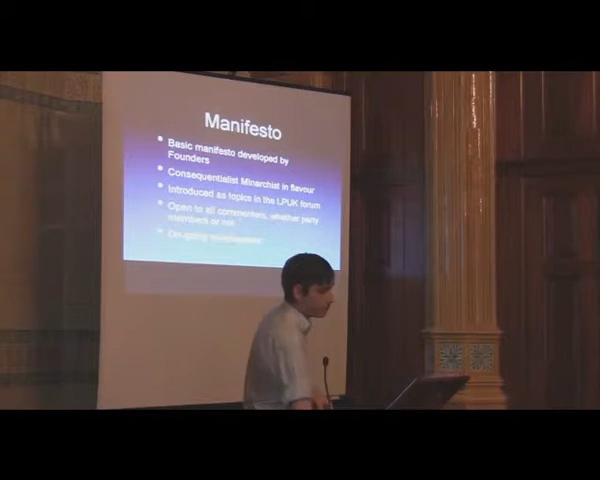 Manifesto
Basic manifesto developed by
Founders
Consequentialist Minarchist in flavour
Introduced as topics in the LPUK forum
Open to all commenters, whether party
members or not